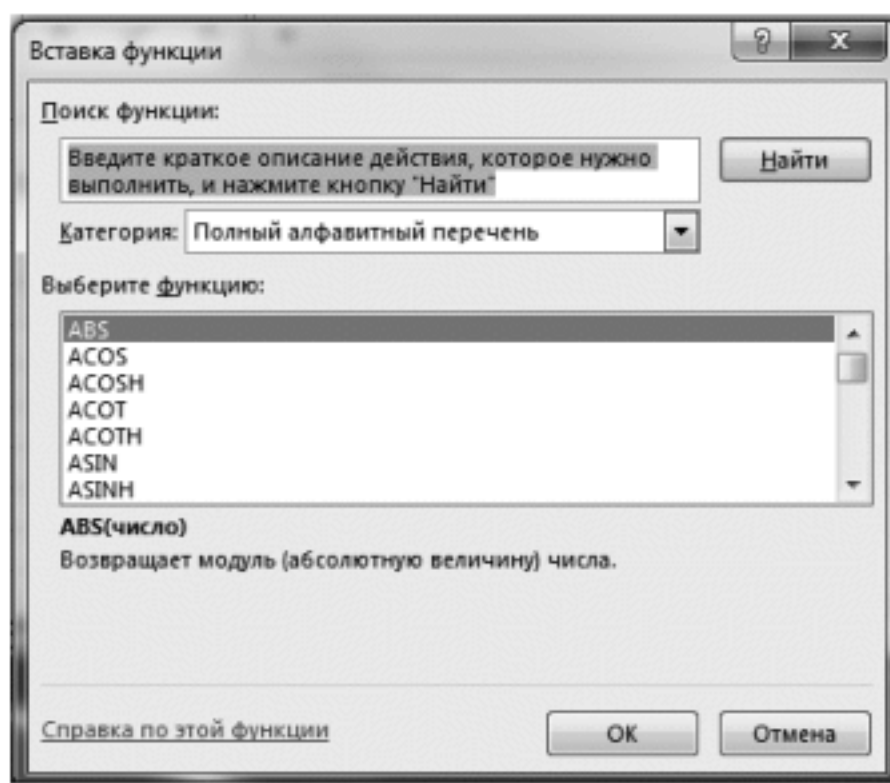 Вставка функции
Поиск функции:
Введите краткое описание действия, которое нужно
выполнить, и нажмите кнопку "Найти"
Найти
Категория: Полный алфавитный перечень
Выберите функцию:
ABS
ACOS
ACOSH
ACOT
ACOTH
ASIN
ASINH
ABS(число)
Возвращает модуль (абсолютную величину) числа.
Справка по этой функции
ОК
Отмена